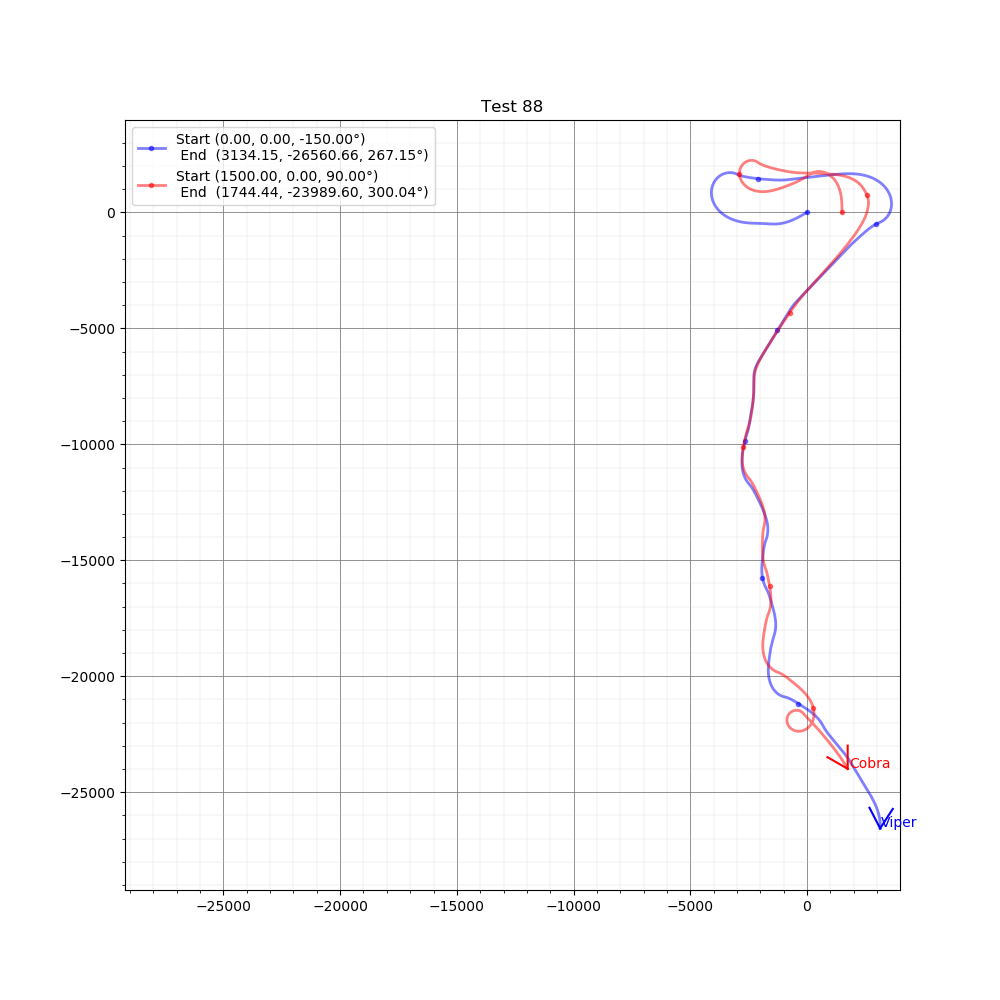 Test 88
Start (0.00, 0.00, -150.00°)
End (3134.15, -26560.66, 267.15°)
Start (1500.00, 0.00, 90.00°)
End (1744.44, -23989.60, 300.04°)
0
−5000
−10000
−15000
−20000
−25000
Cobra
Viper
−25000 −20000 −15000 −10000 −5000 0